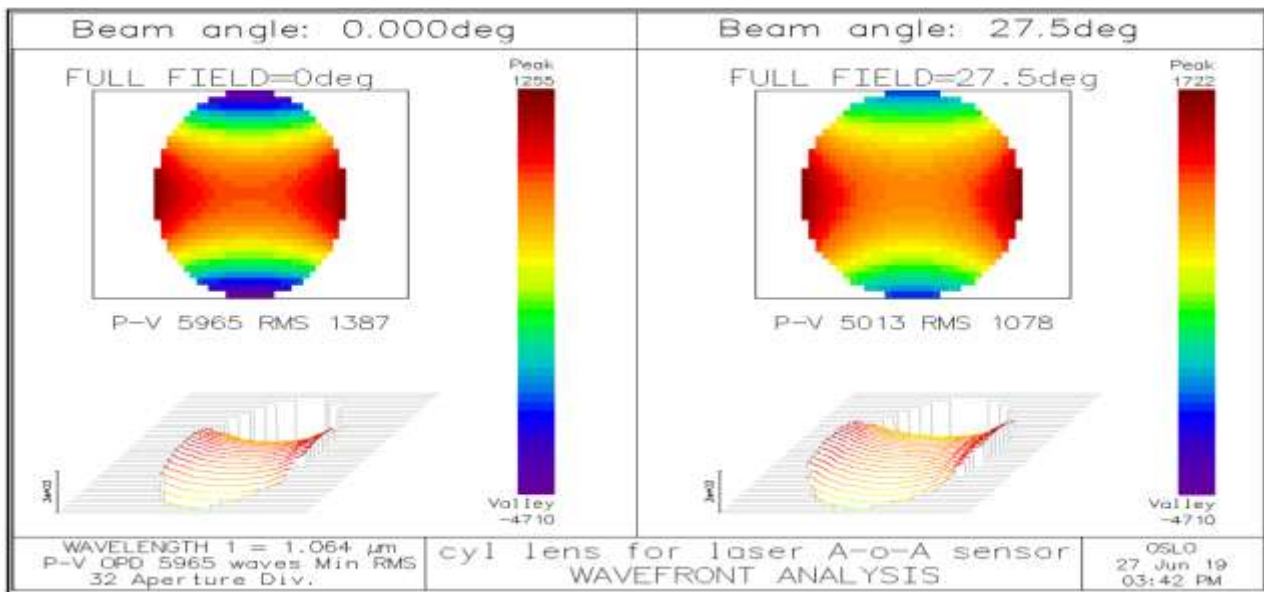 Beam angle: 0.000deg
FULL FIELD=0deg
Peak
1255
P-V 5965 RMS 1387
Valley
-4710
Beam angle: 27.5deg
FULL FIELD=27.5deg
Peak
1722
P-V 5013 RMS 1078
Valley
-4710
WAVELENGTH 1 = 1.064 µm
P-V OPD 5965 waves Min RMS
32 Aperture Div.
cyl lens for laser A-o-A sensor
WAVEFRONT ANALYSIS
OSLO
27 Jun 19
03:42 PM